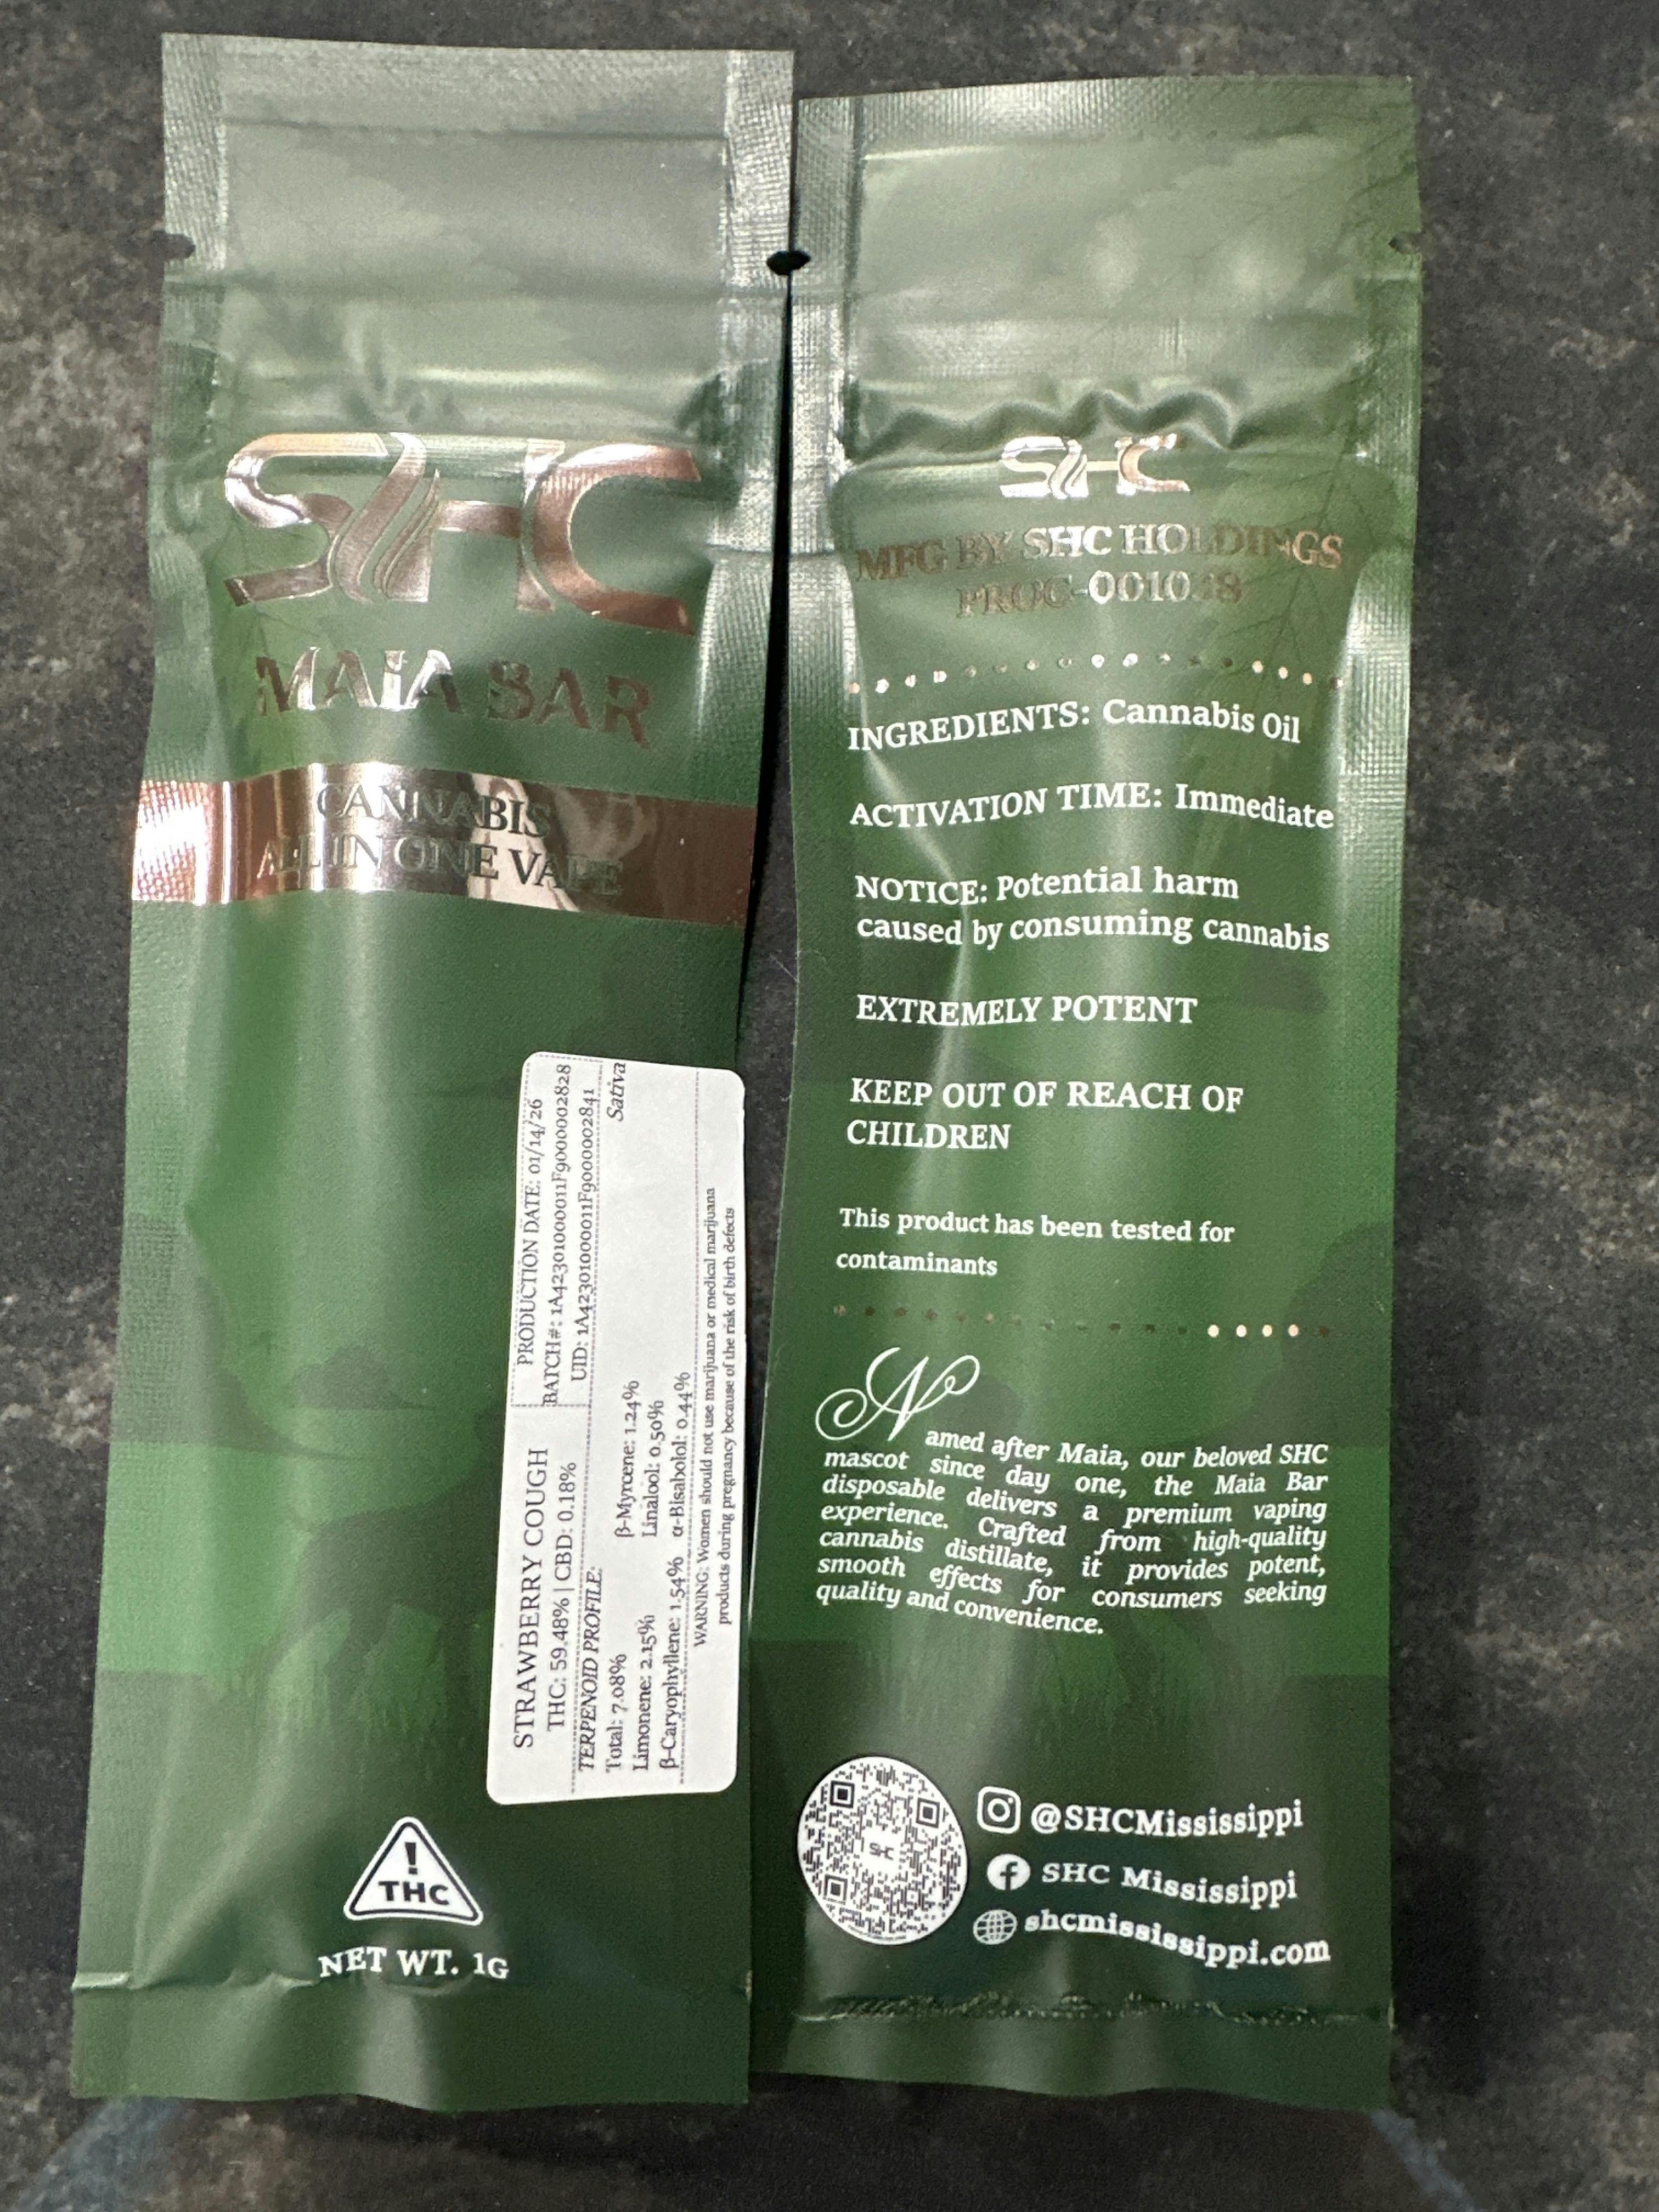 SHC
MAIA BAR
CANNABIS
ALL IN ONE VAPE
STRAWBERRY COUGH
THC: 59.48% | CBD: 0.18%
PRODUCTION DATE: 01/14/26
BATCH#: 1A42301000011F9000002828
UID: 1A42301000011F9000002841
TERPENOID PROFILE:
Sativa
Total: 7.08%
Limonene: 2.15%
β-Caryophyllene: 1.54%
β-Myrcene: 1.24%
Linalool: 0.50%
α-Bisabolol: 0.44%
WARNING: Women should not use marijuana or medical marijuana
products during pregnancy because of the risk of birth defects
!
THC
NET WT. 1G
SHC
MFG BY SHC HOLDINGS
INGREDIENTS: Cannabis Oil
ACTIVATION TIME: Immediate
NOTICE: Potential harm
caused by consuming cannabis
EXTREMELY POTENT
KEEP OUT OF REACH OF
CHILDREN
This product has been tested for
contaminants
Named after Maia, our beloved SHC
mascot since day one, the Maia Bar
disposable delivers a premium vaping
experience. Crafted from high-quality
cannabis distillate, it provides potent,
smooth effects for consumers seeking
quality and convenience.
SHC
@SHCMississippi
SHC Mississippi
shcmississippi.com